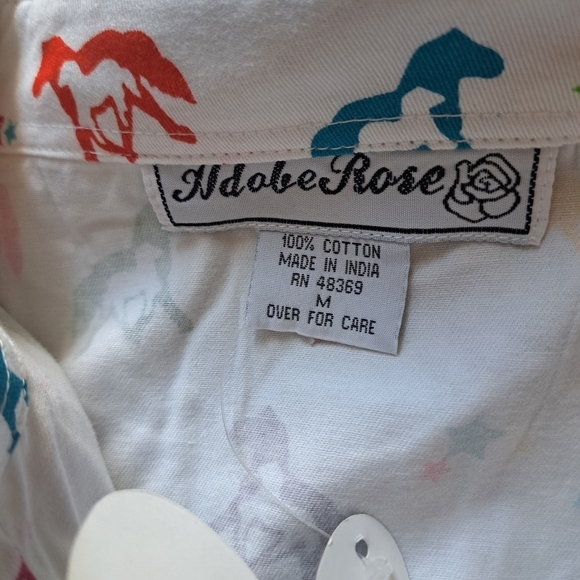 AdobeRose
100% COTTON
MADE IN INDIA
RN 48369
M
OVER FOR CARE